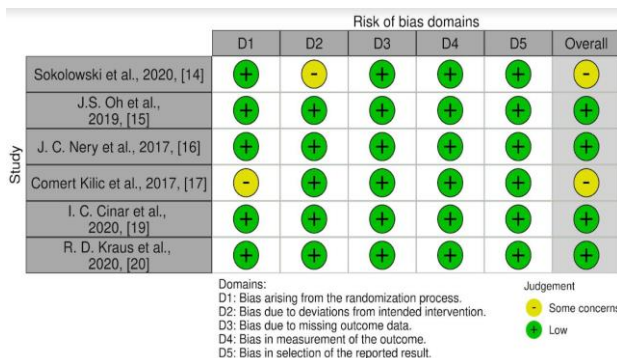 Risk of bias domains
D1 D2 D3 D4 D5 Overall
Study
Sokolowski et al., 2020, [14] + - + + + -
J.S. Oh et al.,
2019, [15] + + + + + +
J. C. Nery et al., 2017, [16] + + + + + +
Comert Kilic et al., 2017, [17] - + + + + -
I. C. Cinar et al.,
2020, [19] + + + + + +
R. D. Kraus et al.,
2020, [20] + + + + + +
Domains:
D1: Bias arising from the randomization process.
D2: Bias due to deviations from intended intervention.
D3: Bias due to missing outcome data.
D4: Bias in measurement of the outcome.
D5: Bias in selection of the reported result.
Judgement
- Some concerns
+ Low